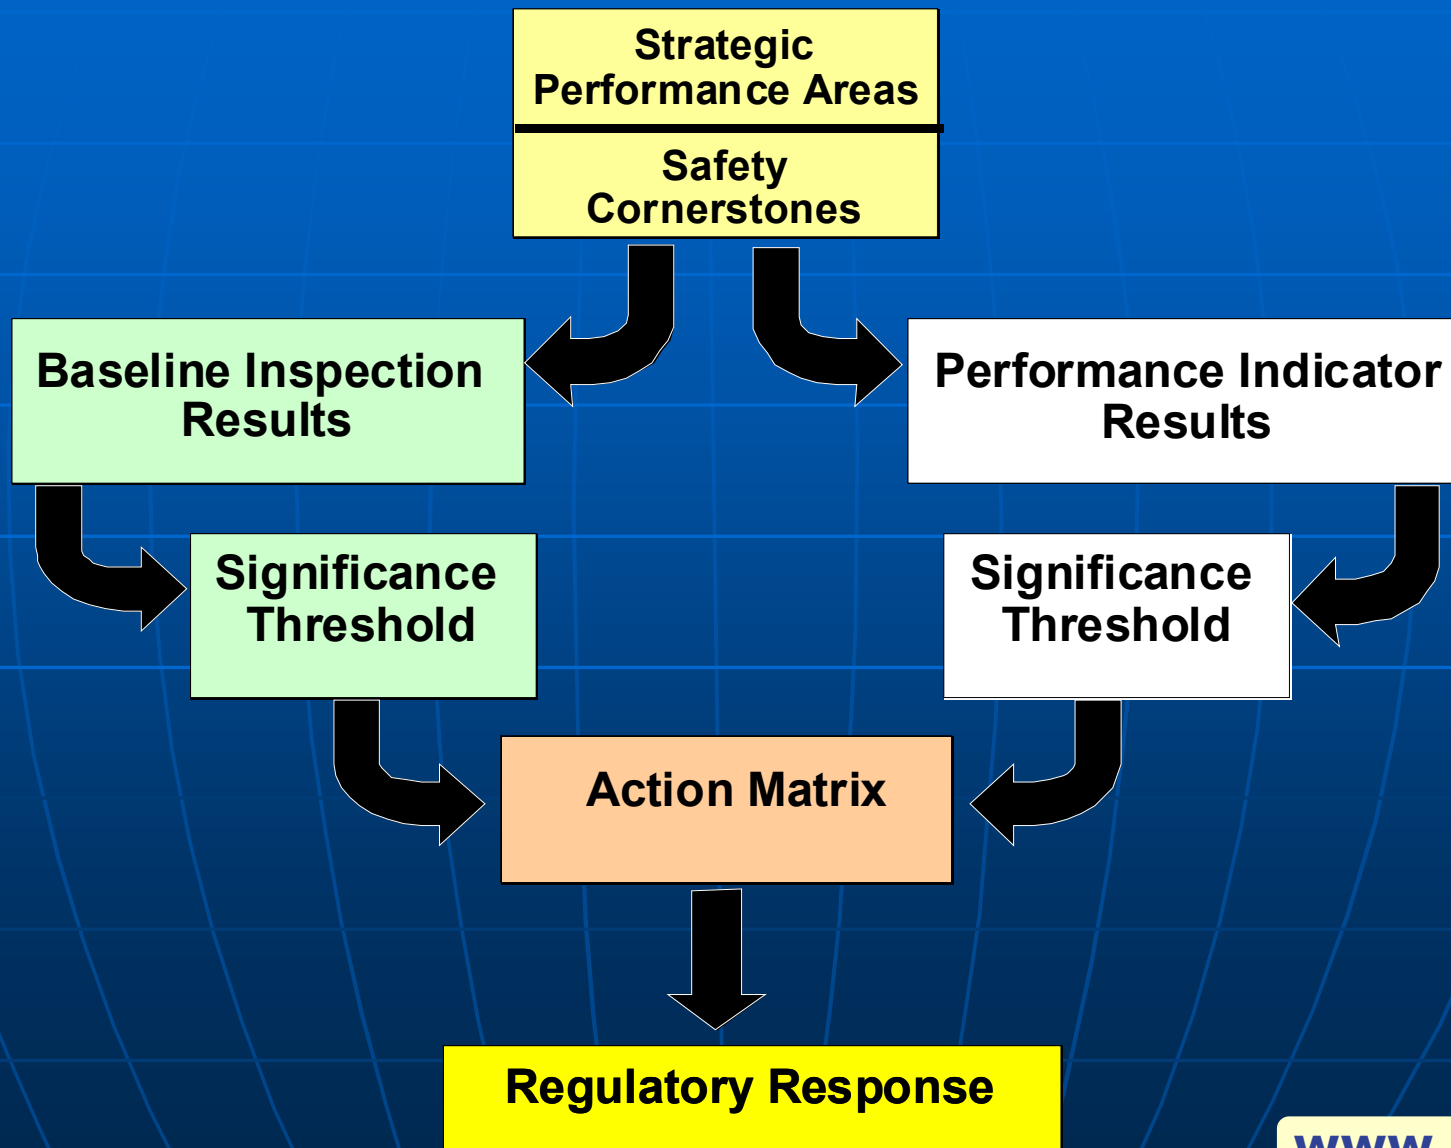 Strategic
Performance Areas
Safety
Cornerstones
Baseline Inspection
Results
Performance Indicator
Results
Significance
Threshold
Significance
Threshold
Action Matrix
Regulatory Response